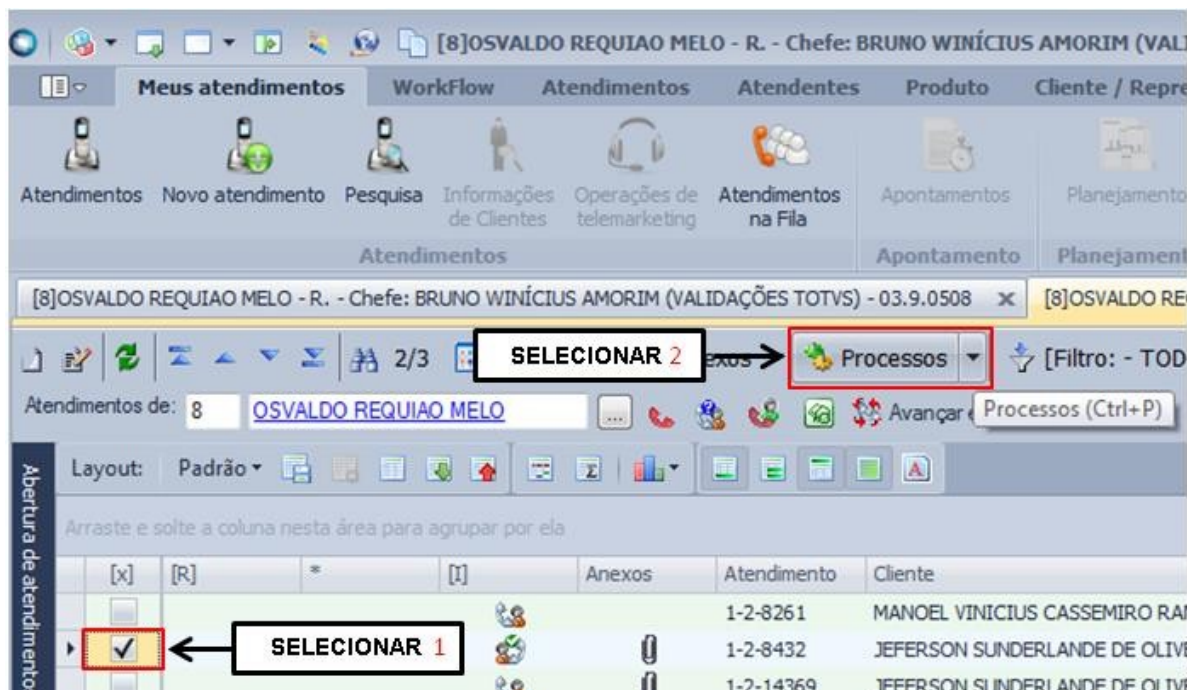 [8]OSVALDO REQUIAO MELO - R. - Chefe: BRUNO WINÍCIUS AMORIM (VALI
Meus atendimentos WorkFlow Atendimentos Atendentes Produto Cliente / Repre
Atendimentos Novo atendimento Pesquisa Informações de Clientes Operações de telemarketing Atendimentos na Fila Apontamentos Planejamento
Atendimentos Apontamento Planejament
[8]OSVALDO REQUIAO MELO - R. - Chefe: BRUNO WINÍCIUS AMORIM (VALIDAÇÕES TOTVS) - 03.9.0508 x [8]OSVALDO RE
2/3 SELECIONAR 2 exos Processos [Filtro: - TOD
Atendimentos de: 8 OSVALDO REQUIAO MELO ... Avançar Processos (Ctrl+P)
Abertura de atendimento
Layout: Padrão
Arraste e solte a coluna nesta área para agrupar por ela
[x] [R] * [I] Anexos Atendimento Cliente
1-2-8261 MANOEL VINICIUS CASSEMIRO RA
SELECIONAR 1 1-2-8432 JEFERSON SUNDERLANDE DE OLIVE
1-2-14369 JEFERSON SUNDERLANDE DE OLIVE